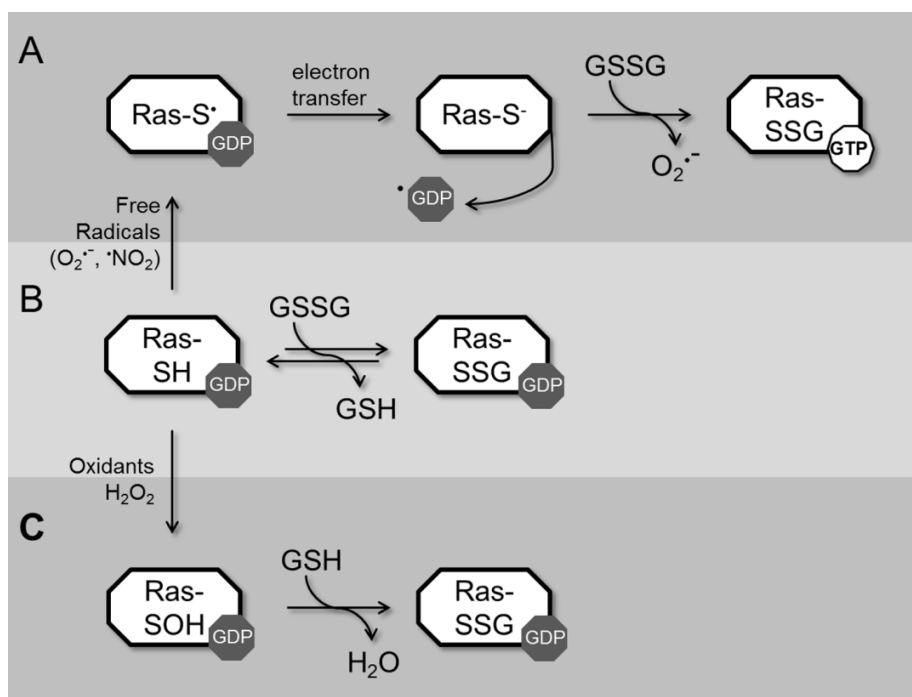 A
Ras-S•
GDP
electron
transfer
Ras-S-
• GDP
GSSG
O₂•-
Ras-
SSG
GTP
Free
Radicals
(O₂•-, •NO₂)
B
Ras-
SH
GDP
GSSG
GSH
Ras-
SSG
GDP
Oxidants
H₂O₂
C
Ras-
SOH
GDP
GSH
H₂O
Ras-
SSG
GDP